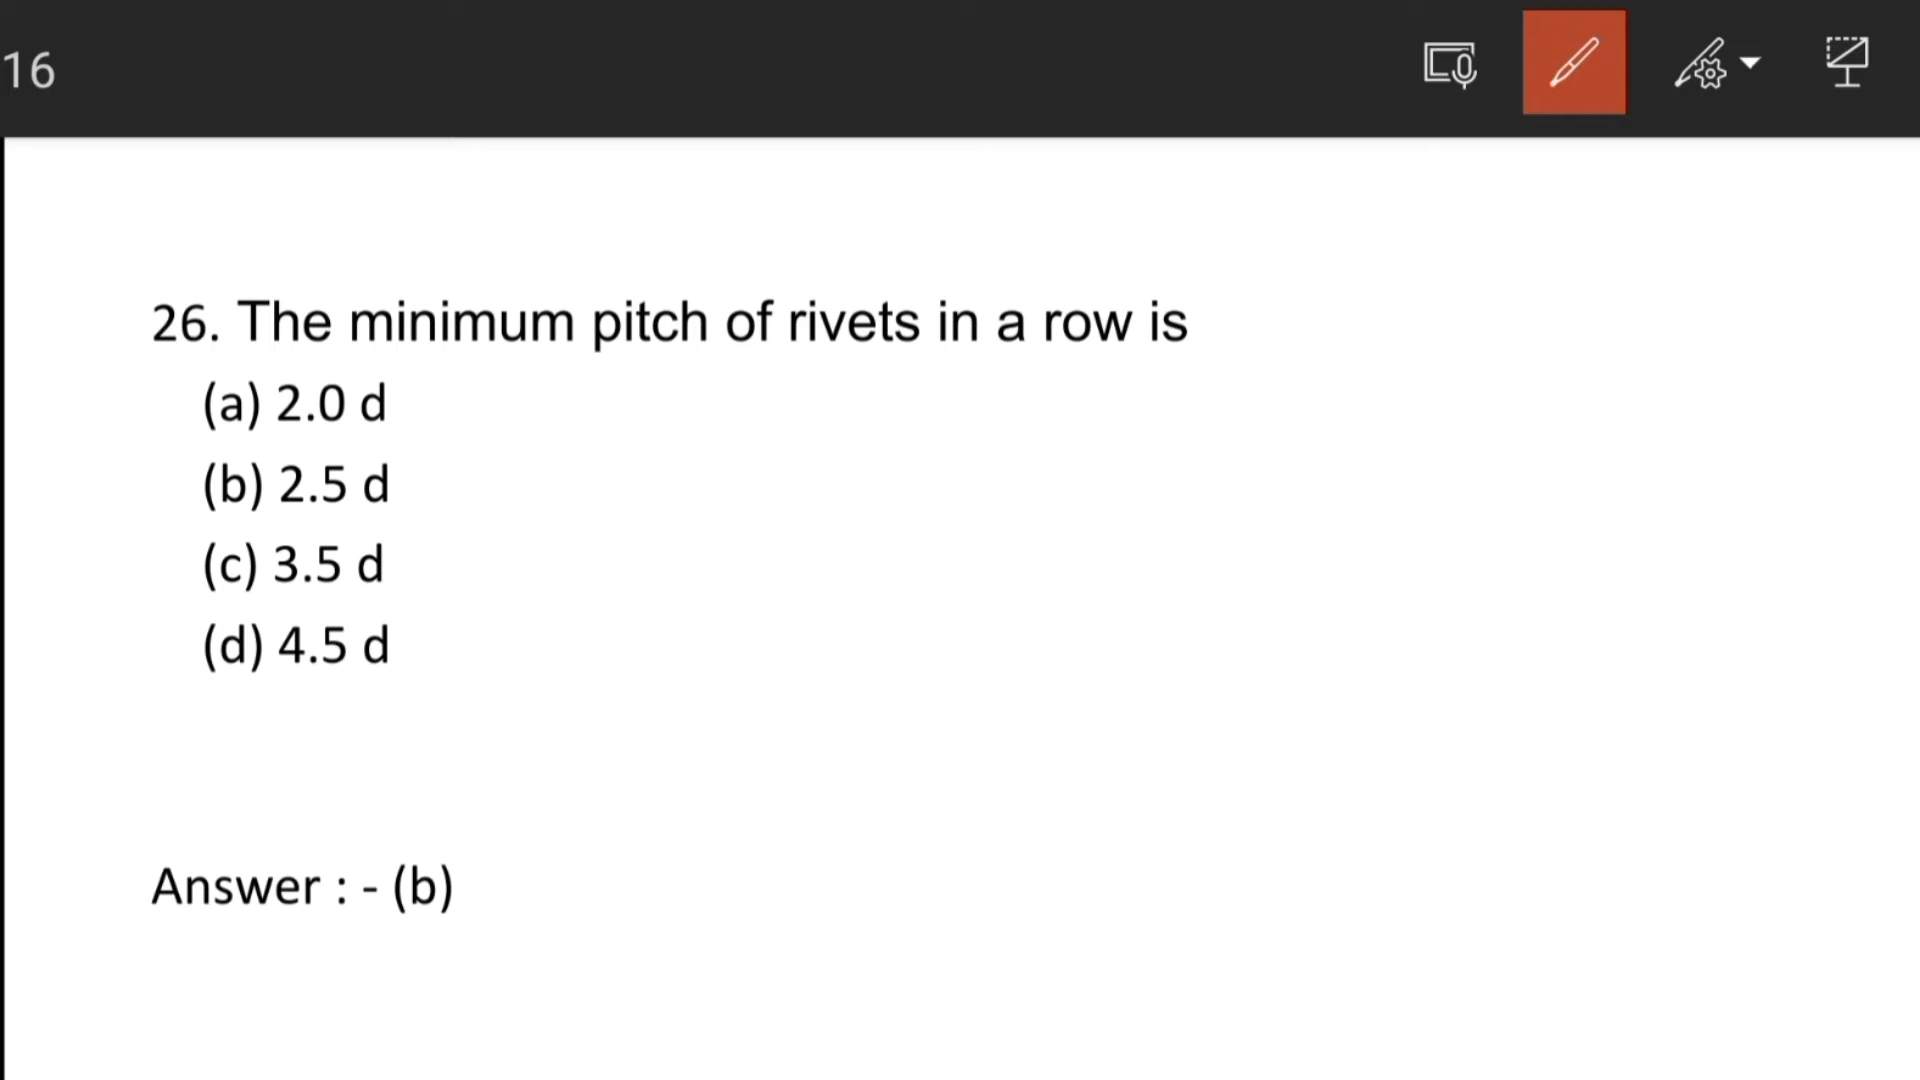 16
26. The minimum pitch of rivets in a row is
(a) 2.0 d
(b) 2.5 d
(c) 3.5 d
(d) 4.5 d
Answer : - (b)